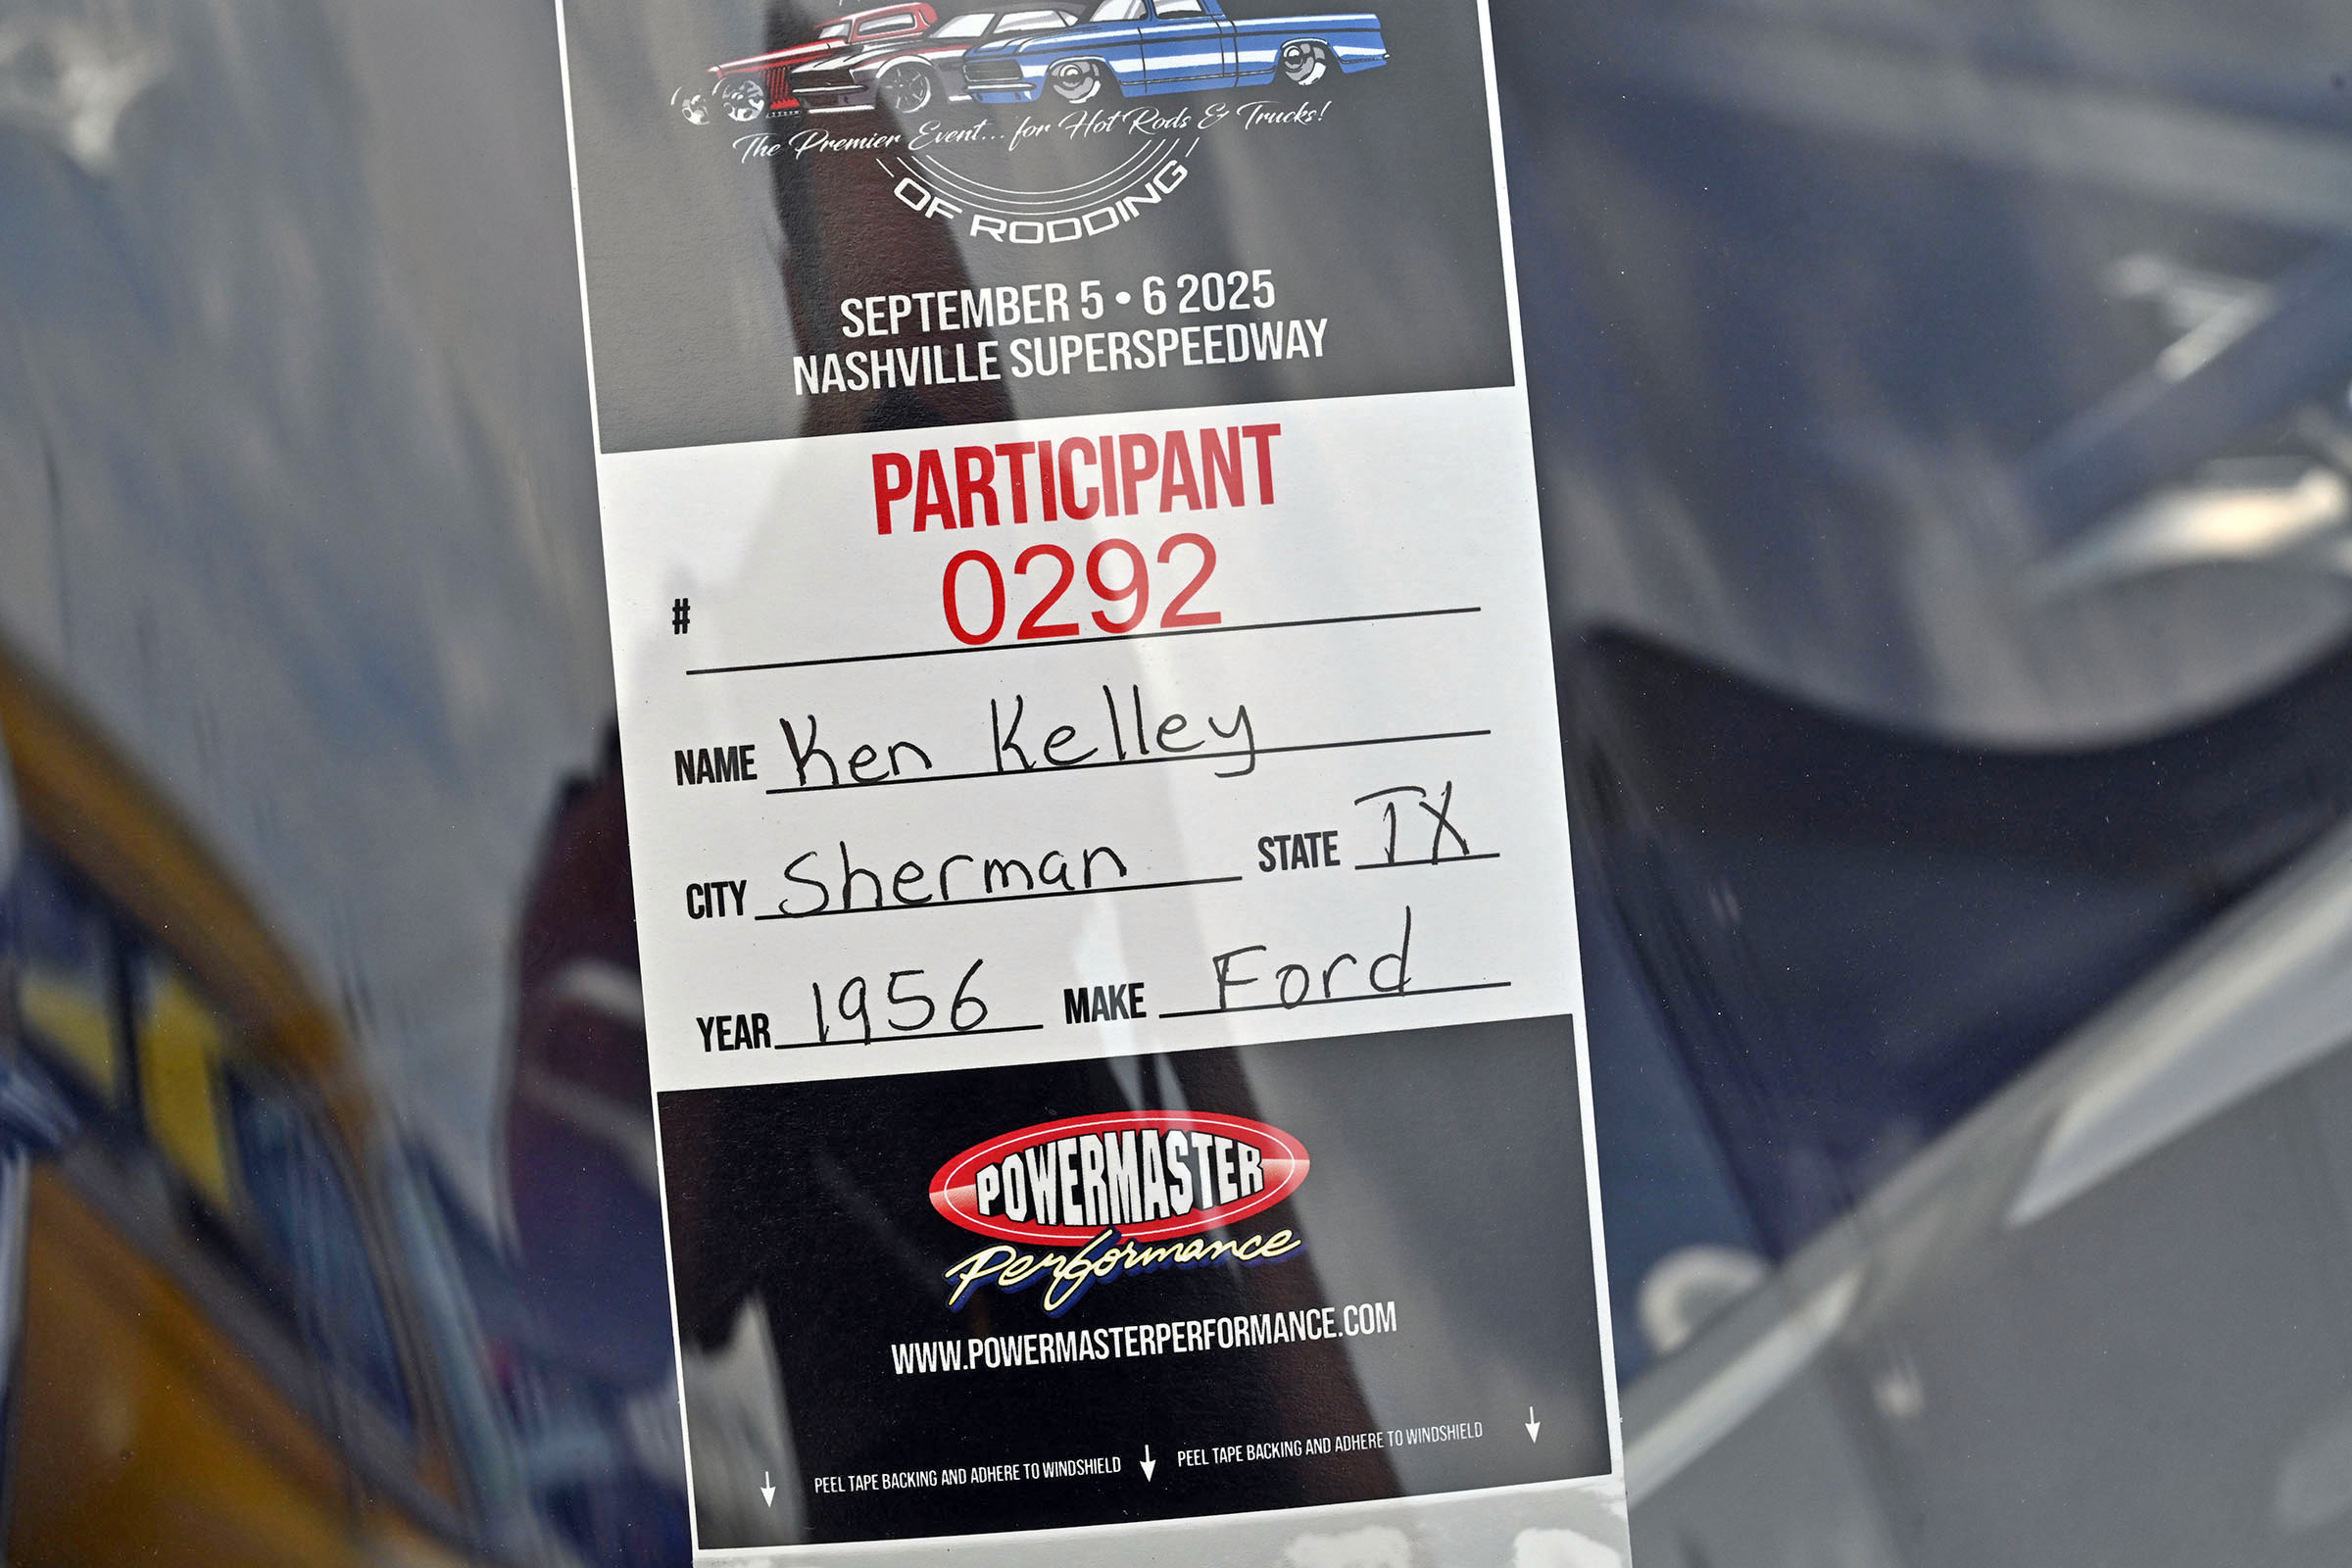 The Premier Event... for Hot Rods & Trucks!
OF RODDING
SEPTEMBER 5 • 6 2025
NASHVILLE SUPERSPEEDWAY
PARTICIPANT
# 0292
NAME Ken Kelley
CITY Sherman STATE TX
YEAR 1956 MAKE Ford
POWERMASTER
Performance
WWW.POWERMASTERPERFORMANCE.COM
PEEL TAPE BACKING AND ADHERE TO WINDSHIELD PEEL TAPE BACKING AND ADHERE TO WINDSHIELD